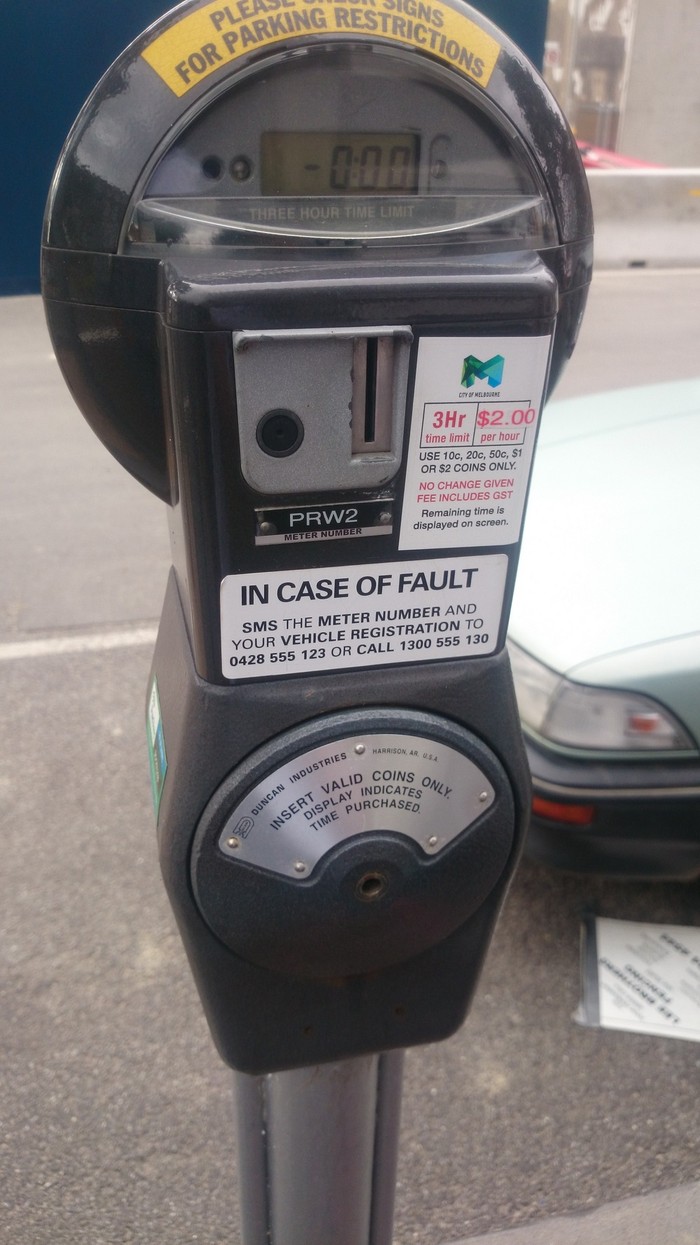 PLEASE CHECK SIGNS
FOR PARKING RESTRICTIONS
-0:00
THREE HOUR TIME LIMIT
CITY OF MELBOURNE
3Hr $2.00
time limit per hour
USE 10c, 20c, 50c, $1
OR $2 COINS ONLY.
NO CHANGE GIVEN
FEE INCLUDES GST
Remaining time is
displayed on screen.
PRW2
METER NUMBER
IN CASE OF FAULT
SMS THE METER NUMBER AND
YOUR VEHICLE REGISTRATION TO
0428 555 123 OR CALL 1300 555 130
DUNCAN INDUSTRIES HARRISON, AR, U.S.A.
INSERT VALID COINS ONLY.
DISPLAY INDICATES
TIME PURCHASED.